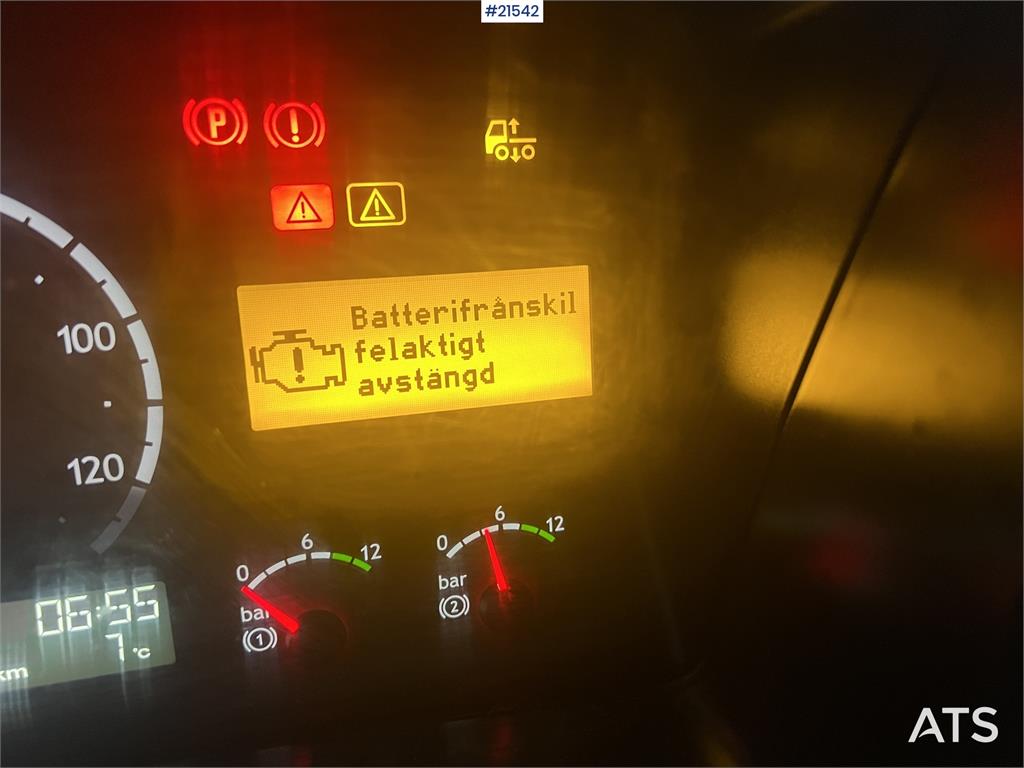 #21542
P
100
120
Batterifrånskil
felaktigt
avstängd
0 6 12
bar
1
0 6 12
bar
2
06:55
1 °C
km
ATS